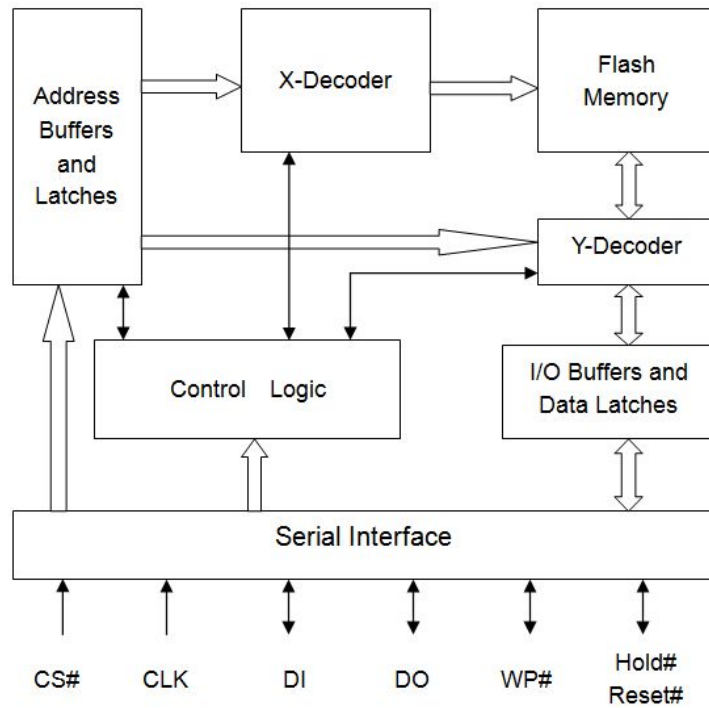 Address
Buffers
and
Latches
X-Decoder
Flash
Memory
Y-Decoder
Control Logic
I/O Buffers and
Data Latches
Serial Interface
CS#
CLK
DI
DO
WP#
Hold#
Reset#